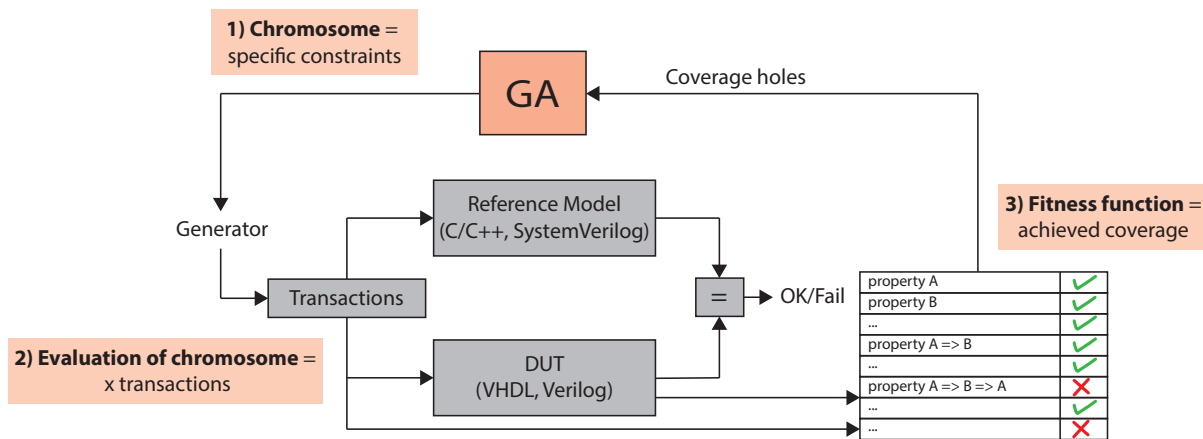 1) Chromosome =
specific constraints
GA
Coverage holes
Generator
Reference Model
(C/C++, SystemVerilog)
3) Fitness function =
achieved coverage
Transactions
=
OK/Fail
2) Evaluation of chromosome =
x transactions
DUT
(VHDL, Verilog)
property A
property B
...
property A => B
...
property A => B => A
...
...